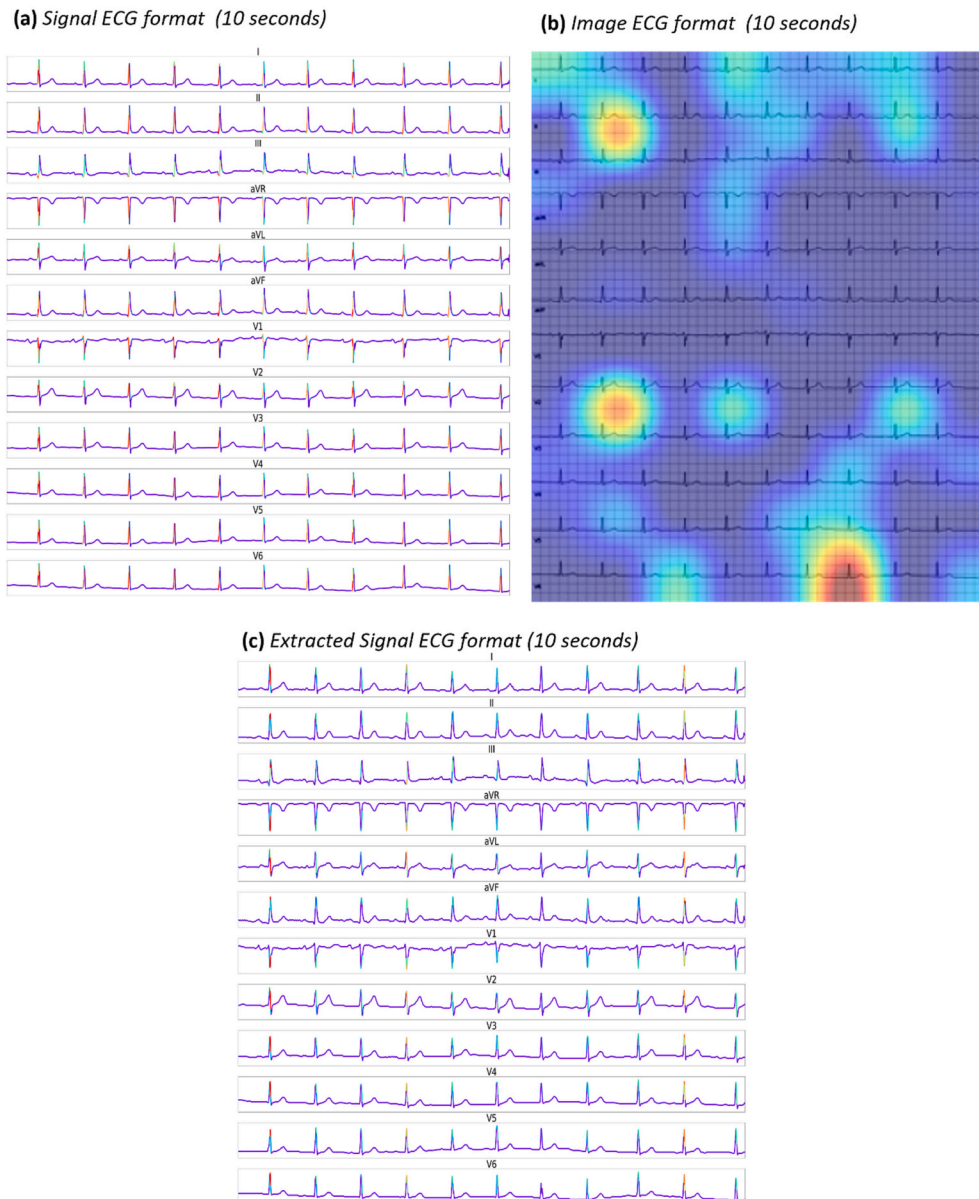 (a) Signal ECG format (10 seconds)
I
II
III
aVR
aVL
aVF
V1
V2
V3
V4
V5
V6
(b) Image ECG format (10 seconds)
(c) Extracted Signal ECG format (10 seconds)
I
II
III
aVR
aVL
aVF
V1
V2
V3
V4
V5
V6